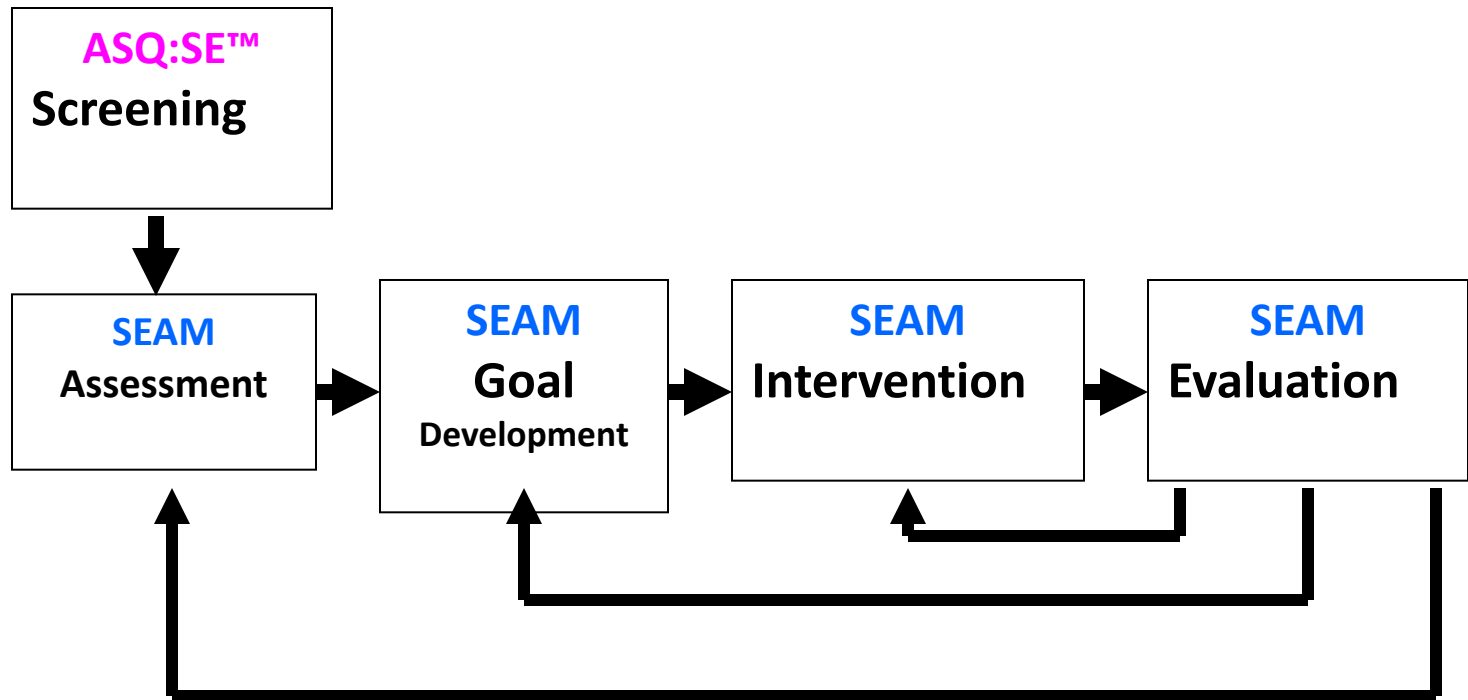 ASQ:SE™
Screening
SEAM
Assessment
SEAM
Goal
Development
SEAM
Intervention
SEAM
Evaluation